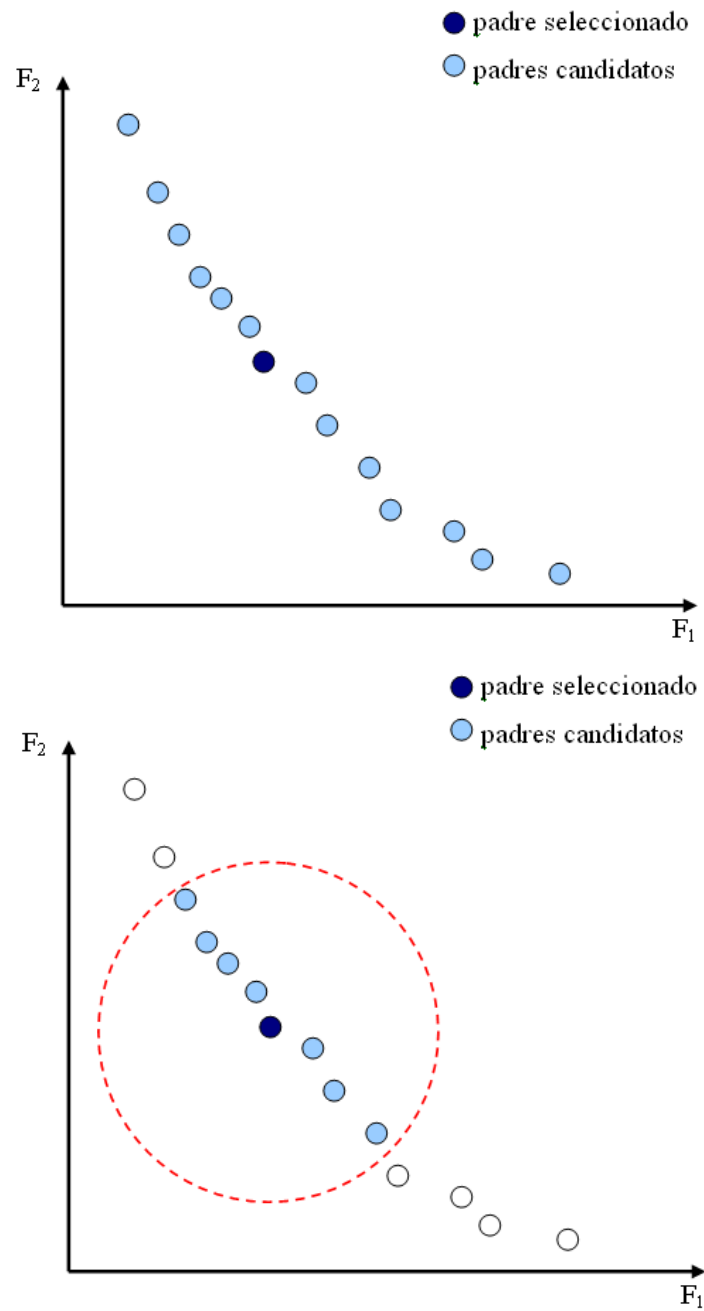 padre seleccionado
padres candidatos
F₂
F₁
padre seleccionado
padres candidatos
F₂
F₁